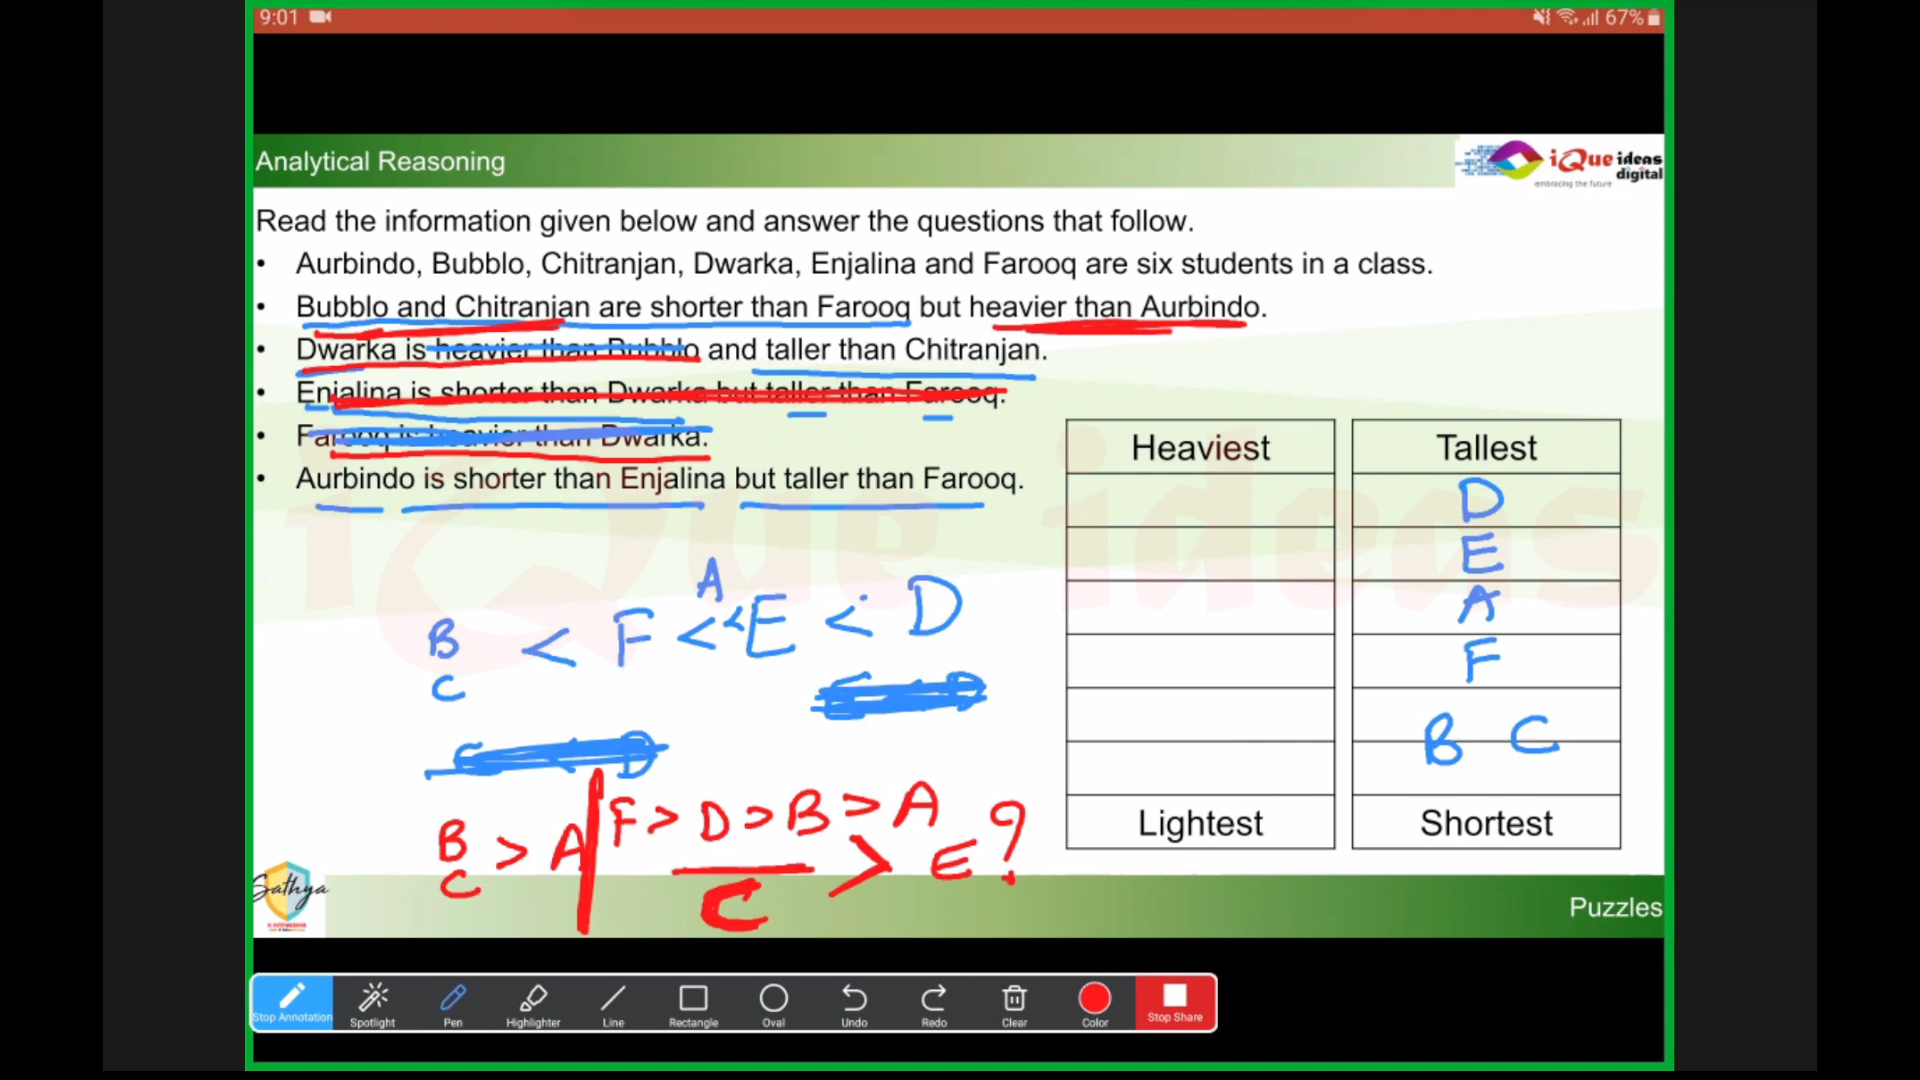 9:01
67%
Analytical Reasoning
iQue ideas
digital
embracing the future
Read the information given below and answer the questions that follow.
• Aurbindo, Bubblo, Chitranjan, Dwarka, Enjalina and Farooq are six students in a class.
• Bubblo and Chitranjan are shorter than Farooq but heavier than Aurbindo.
• Dwarka is heavier than Bubblo and taller than Chitranjan.
• Enjalina is shorter than Dwarka but taller than Farooq.
• Farooq is heavier than Dwarka.
• Aurbindo is shorter than Enjalina but taller than Farooq.
Heaviest
Lightest
Tallest
D
E
A
F
B C
Shortest
iQue ideas
A
B < F < < E < D
C
E < D
C < D
B > A
C
F > D > B > A
C > E ?
Sathya
Puzzles
Stop Annotation
Spotlight
Pen
Highlighter
Line
Rectangle
Oval
Undo
Redo
Clear
Color
Stop Share